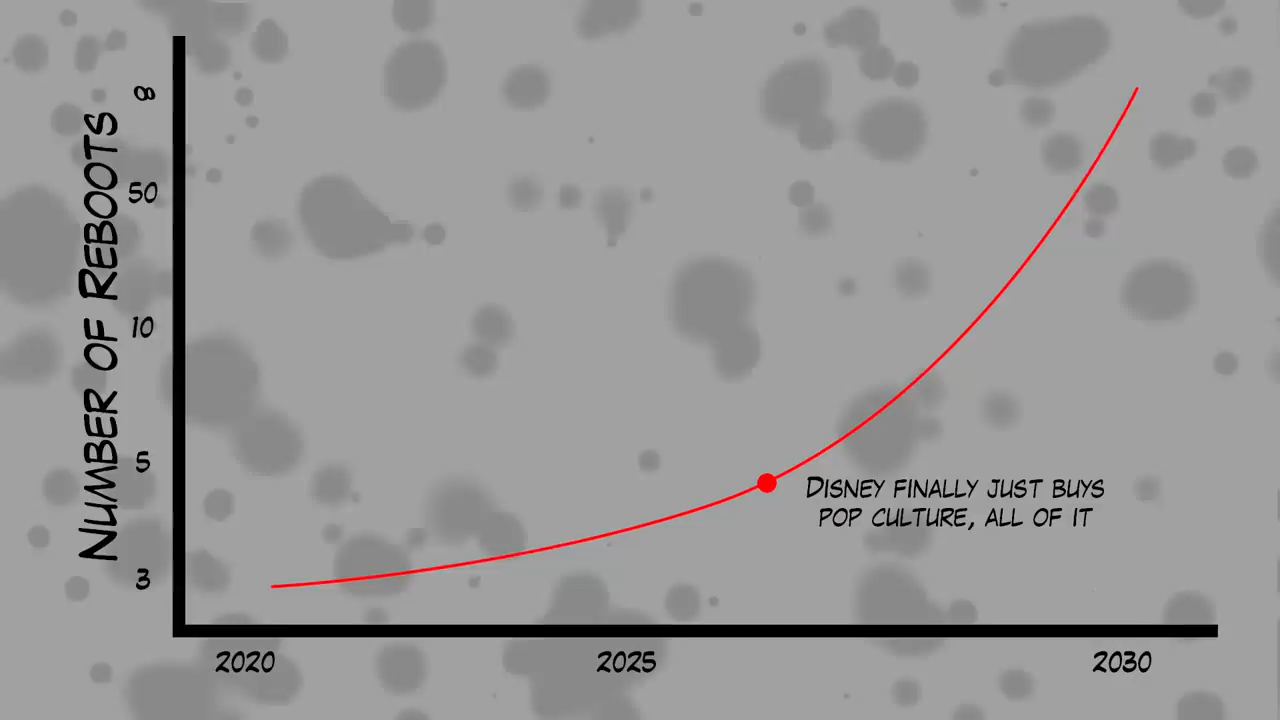 NUMBER OF REBOOTS
∞
50
10
5
3
DISNEY FINALLY JUST BUYS
POP CULTURE, ALL OF IT
2020
2025
2030